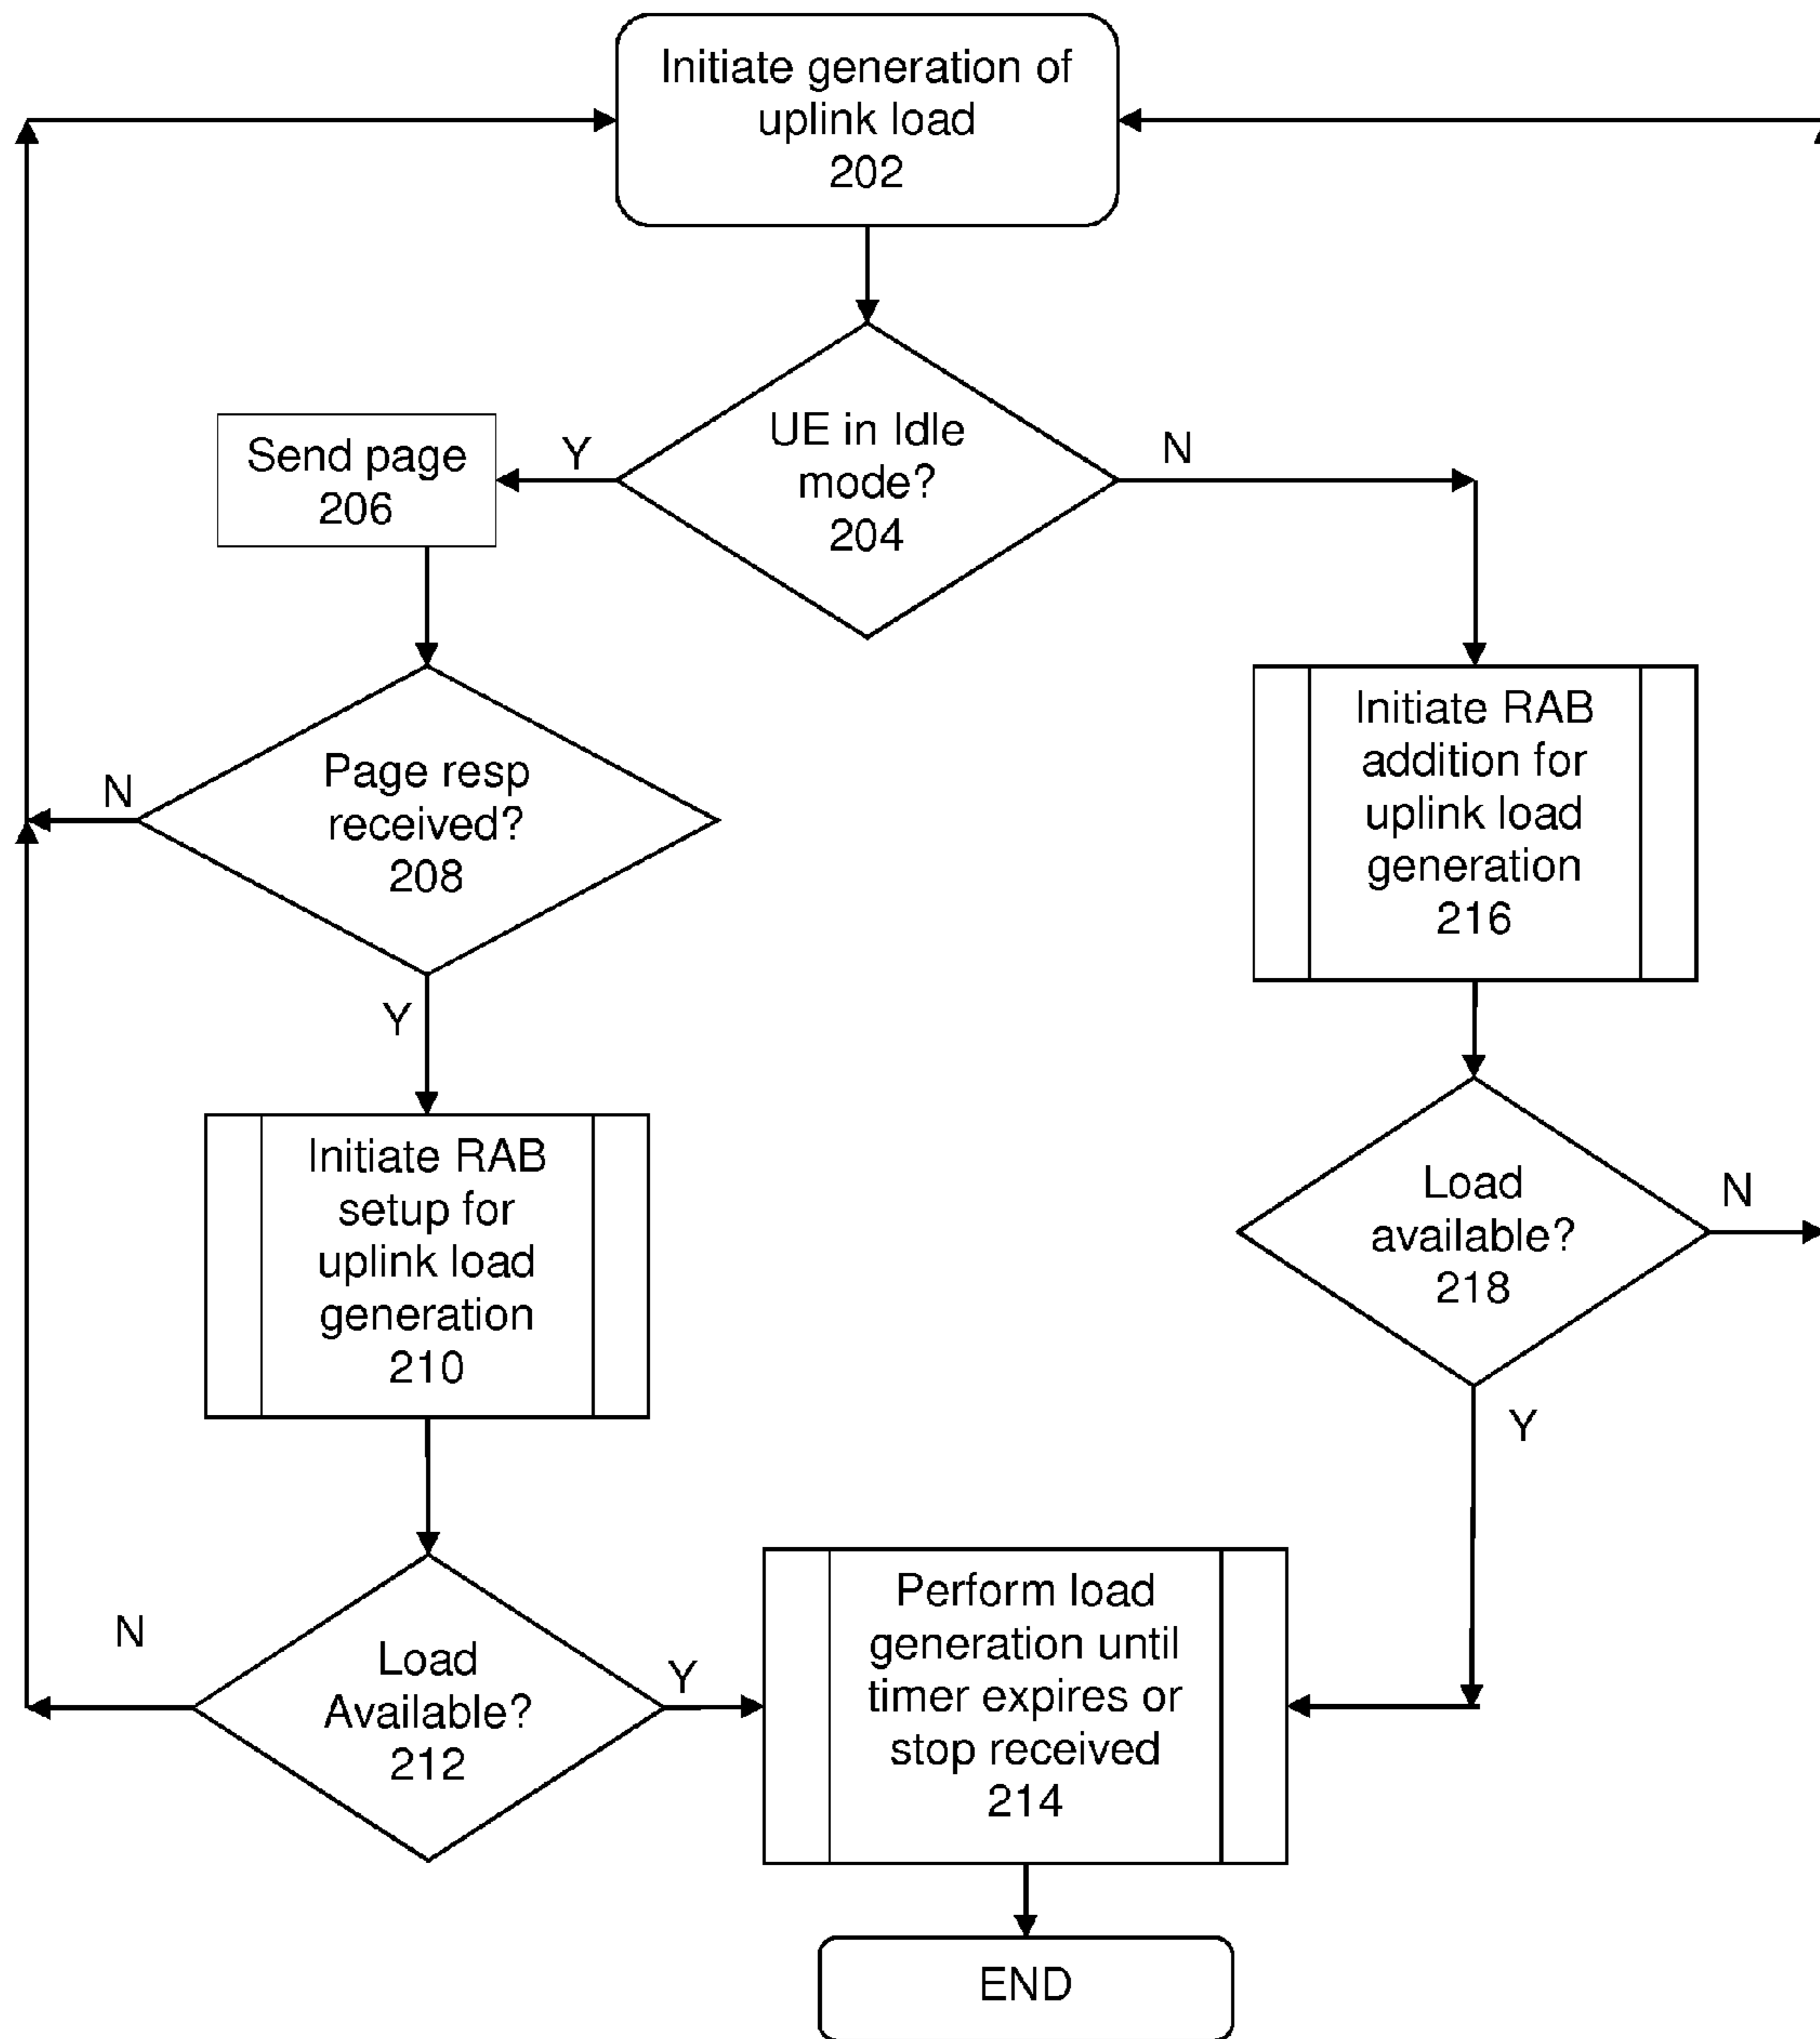 Initiate generation of
uplink load
202
UE in Idle
mode?
204
Y
N
Send page
206
Page resp
received?
208
N
Y
Initiate RAB
addition for
uplink load
generation
216
Initiate RAB
setup for
uplink load
generation
210
Load
available?
218
N
Y
Load
Available?
212
N
Y
Perform load
generation until
timer expires or
stop received
214
END